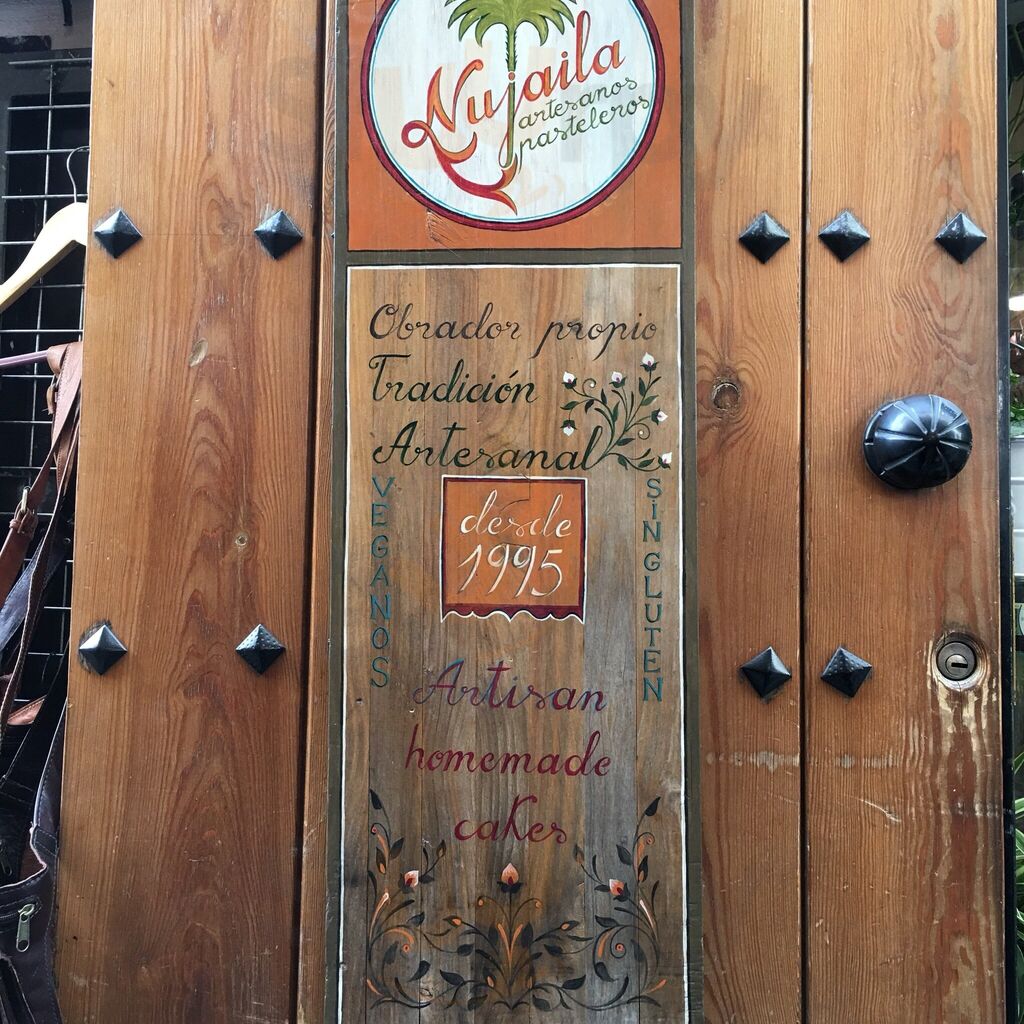 Nujaila
artesanos
pasteleros
Obrador propio
Tradición
Artesanal
VEGANOS
desde
1995
SIN GLUTEN
Artisan
homemade
cakes